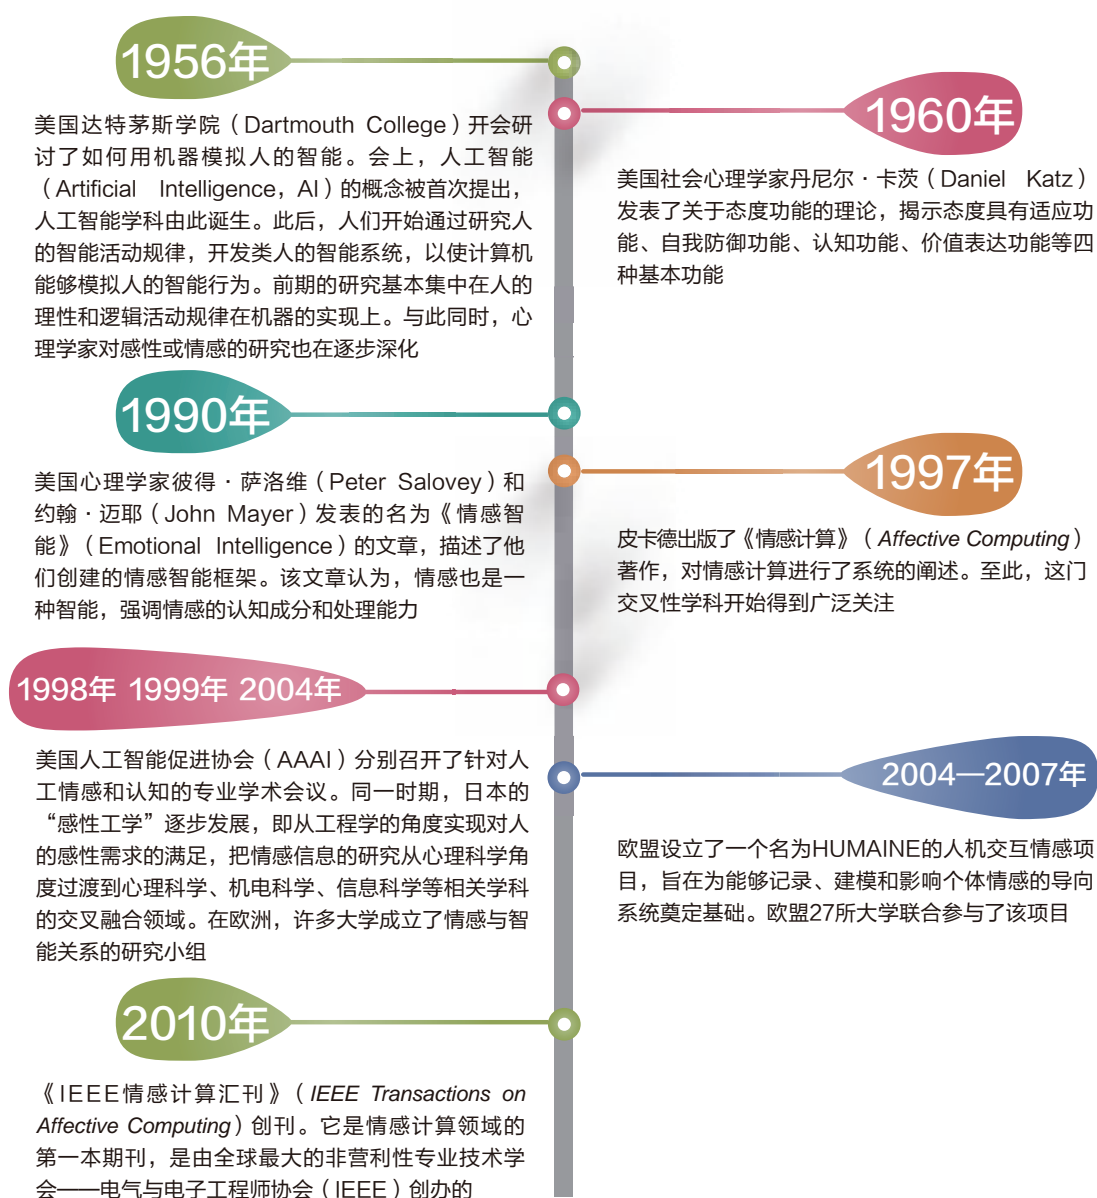 1956年
美国达特茅斯学院（Dartmouth College）开会研
讨了如何用机器模拟人的智能。会上，人工智能
（Artificial Intelligence，AI）的概念被首次提出，
人工智能学科由此诞生。此后，人们开始通过研究人
的智能活动规律，开发类人的智能系统，以使计算机
能够模拟人的智能行为。前期的研究基本集中在人的
理性和逻辑活动规律在机器的实现上。与此同时，心
理学家对感性或情感的研究也在逐步深化
1960年
美国社会心理学家丹尼尔·卡茨（Daniel Katz）
发表了关于态度功能的理论，揭示态度具有适应功
能、自我防御功能、认知功能、价值表达功能等四
种基本功能
1990年
美国心理学家彼得·萨洛维（Peter Salovey）和
约翰·迈耶（John Mayer）发表的名为《情感智
能》（Emotional Intelligence）的文章，描述了他
们创建的情感智能框架。该文章认为，情感也是一
种智能，强调情感的认知成分和处理能力
1997年
皮卡德出版了《情感计算》（Affective Computing）
著作，对情感计算进行了系统的阐述。至此，这门
交叉性学科开始得到广泛关注
1998年 1999年 2004年
美国人工智能促进协会（AAAI）分别召开了针对人
工情感和认知的专业学术会议。同一时期，日本的
“感性工学”逐步发展，即从工程学的角度实现对人
的感性需求的满足，把情感信息的研究从心理科学角
度过渡到心理科学、机电科学、信息科学等相关学科
的交叉融合领域。在欧洲，许多大学成立了情感与智
能关系的研究小组
2004—2007年
欧盟设立了一个名为HUMAINE的人机交互情感项
目，旨在为能够记录、建模和影响个体情感的导向
系统奠定基础。欧盟27所大学联合参与了该项目
2010年
《IEEE情感计算汇刊》（IEEE Transactions on
Affective Computing）创刊。它是情感计算领域的
第一本期刊，是由全球最大的非营利性专业技术学
会——电气与电子工程师协会（IEEE）创办的